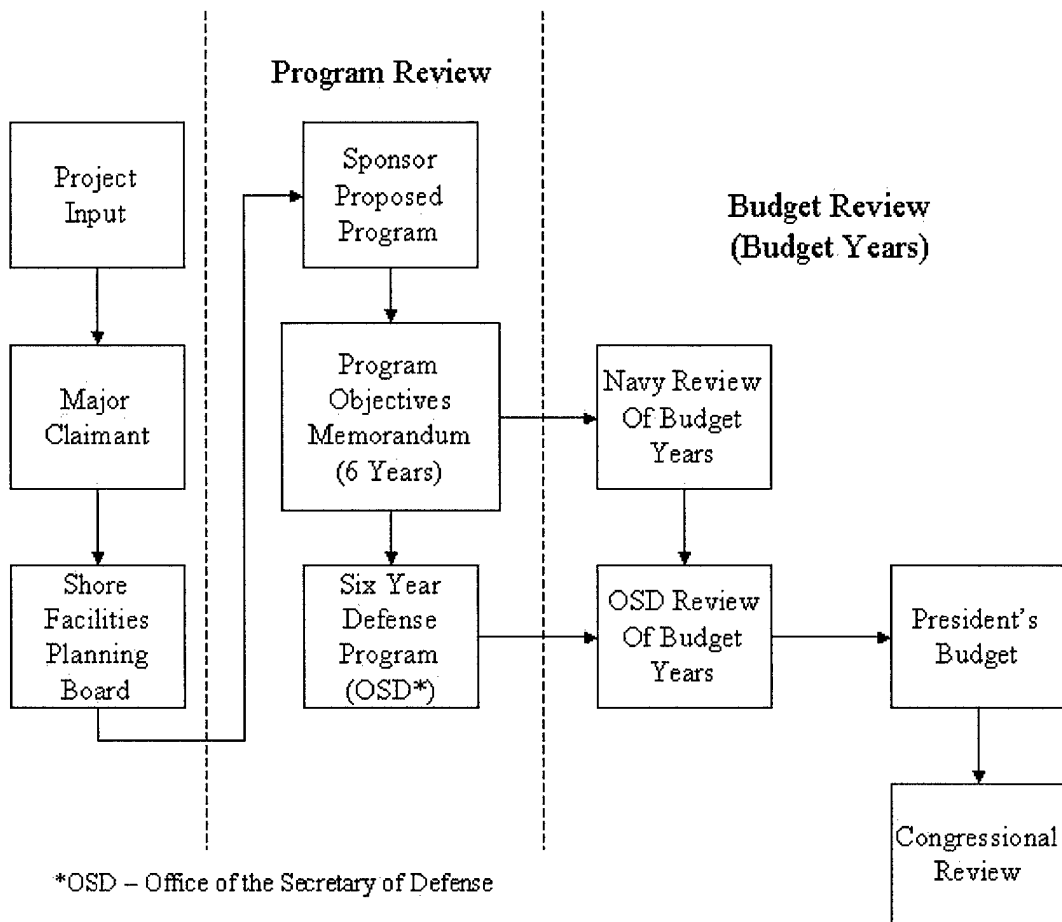 Program Review
Project
Input
Major
Claimant
Shore
Facilities
Planning
Board
Sponsor
Proposed
Program
Program
Objectives
Memorandum
(6 Years)
Six Year
Defense
Program
(OSD*)
Budget Review
(Budget Years)
Navy Review
Of Budget
Years
OSD Review
Of Budget
Years
President's
Budget
Congressional
Review
*OSD – Office of the Secretary of Defense